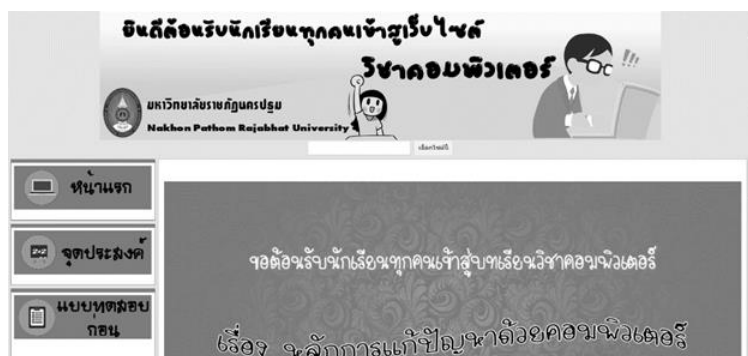 ยินดีต้อนรับนักเรียนทุกคนเข้าสู่เว็บไซต์
วิชาคอมพิวเตอร์
!!!
มหาวิทยาลัยราชภัฏนครปฐม
Nakhon Pathom Rajabhat University
หน้าแรก
จุดประสงค์
แบบทดสอบ
ก่อน
ขอต้อนรับนักเรียนทุกคนเข้าสู่บทเรียนวิชาคอมพิวเตอร์
เรื่อง หลักการแก้ปัญหาด้วยคอมพิวเตอร์